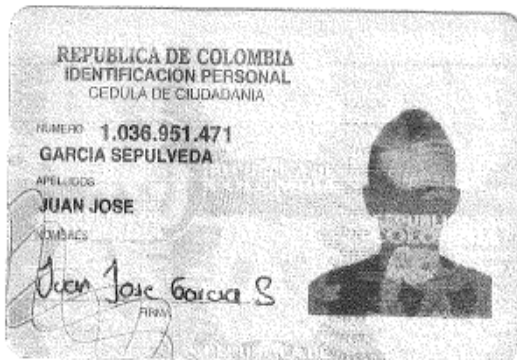 REPUBLICA DE COLOMBIA
IDENTIFICACION PERSONAL
CEDULA DE CIUDADANIA
NUMERO 1.036.951.471
GARCIA SEPULVEDA
APELLIDOS
JUAN JOSE
NOMBRES
Juan Jose Garcia S
FIRMA